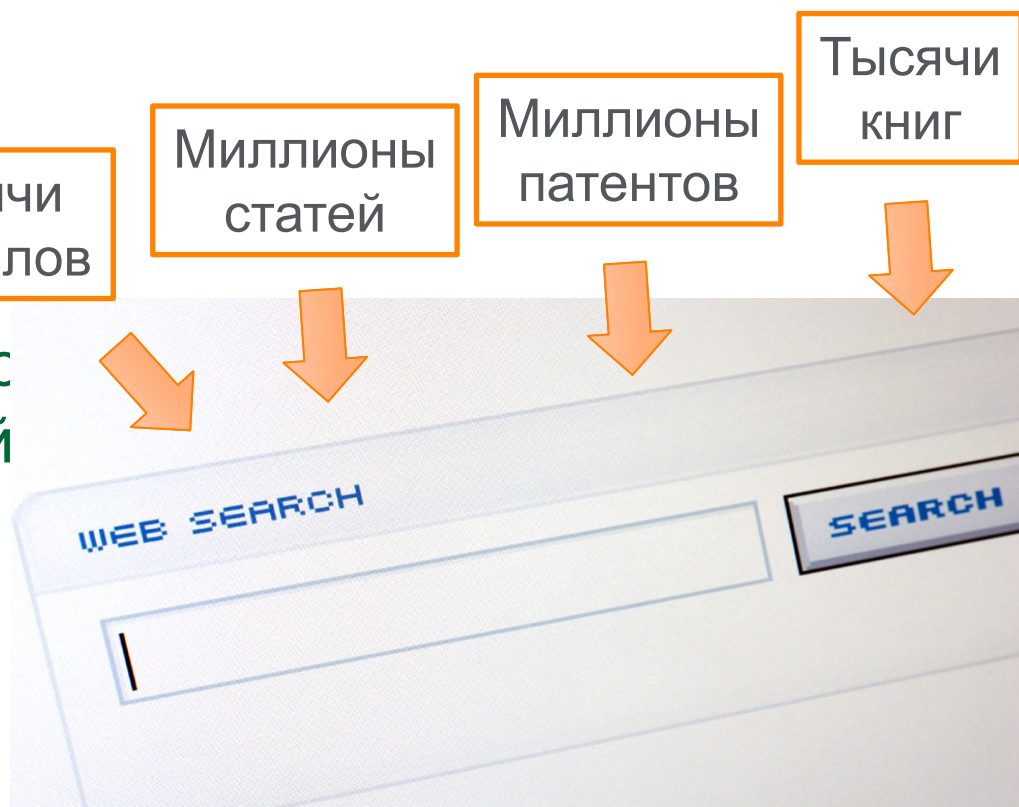 Тысячи
книг
Миллионы
патентов
Миллионы
статей
WEB SEARCH
SEARCH